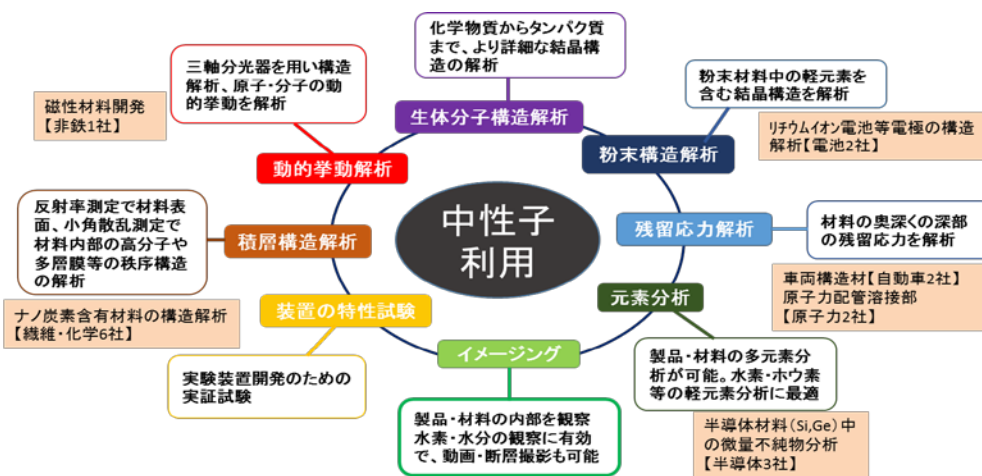 化学物質からタンパク質
まで、より詳細な結晶構
造の解析
生体分子構造解析
三軸分光器を用い構造
解析、原子・分子の動
的挙動を解析
動的挙動解析
磁性材料開発
【非鉄1社】
粉末材料中の軽元素を
含む結晶構造を解析
粉末構造解析
リチウムイオン電池等電極の構造
解析【電池2社】
反射率測定で材料表
面、小角散乱測定で
材料内部の高分子や
多層膜等の秩序構造
の解析
積層構造解析
ナノ炭素含有材料の構造解析
【繊維・化学6社】
中性子
利用
残留応力解析
材料の奥深くの深部
の残留応力を解析
車両構造材【自動車2社】
原子力配管溶接部
【原子力2社】
装置の特性試験
実験装置開発のための
実証試験
イメージング
製品・材料の内部を観察
水素・水分の観察に有効
で、動画・断層撮影も可能
元素分析
製品・材料の多元素分
析が可能。水素・ホウ素
等の軽元素分析に最適
半導体材料(Si,Ge)中
の微量不純物分析
【半導体3社】